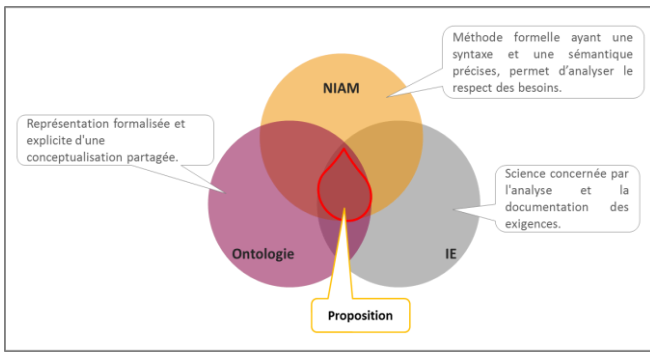 Méthode formelle ayant une
syntaxe et une sémantique
précises, permet d’analyser le
respect des besoins.
NIAM
Représentation formalisée et
explicite d'une
conceptualisation partagée.
Science concernée par
l'analyse et la
documentation des
exigences.
Ontologie
IE
Proposition